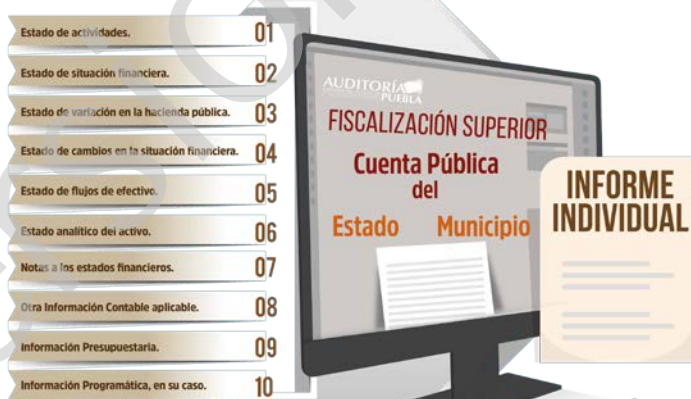 Estado de actividades. 01
Estado de situación financiera. 02
Estado de variación en la hacienda pública. 03
Estado de cambios en la situación financiera. 04
Estado de flujos de efectivo. 05
Estado analítico del activo. 06
Notas a los estados financieros. 07
Otra Información Contable aplicable. 08
Información Presupuestaria. 09
Información Programática, en su caso. 10
AUDITORÍA
PUEBLA
FISCALIZACIÓN SUPERIOR
Cuenta Pública
del
Estado Municipio
INFORME
INDIVIDUAL